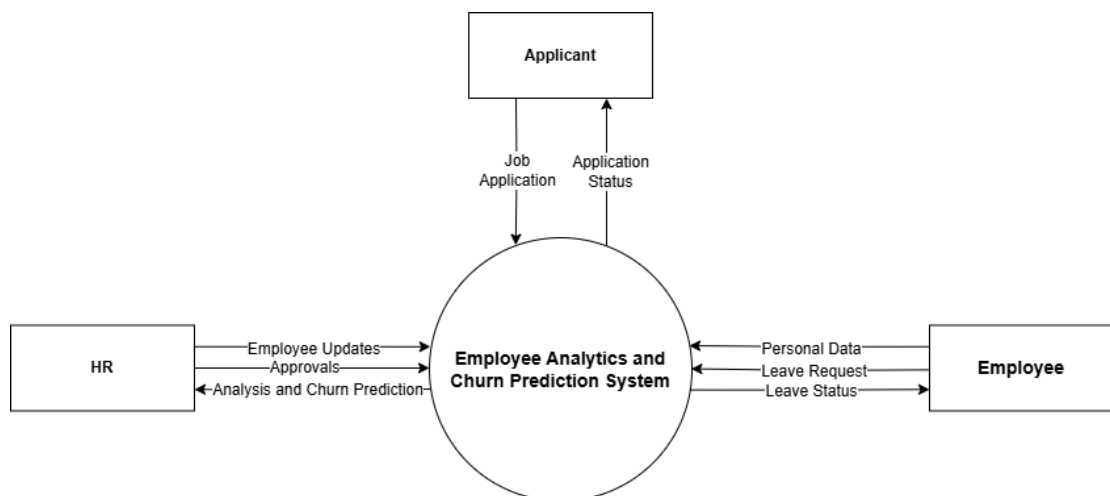 Applicant
Job
Application
Application
Status
HR
Employee Updates
Approvals
Analysis and Churn Prediction
Employee Analytics and
Churn Prediction System
Personal Data
Leave Request
Leave Status
Employee